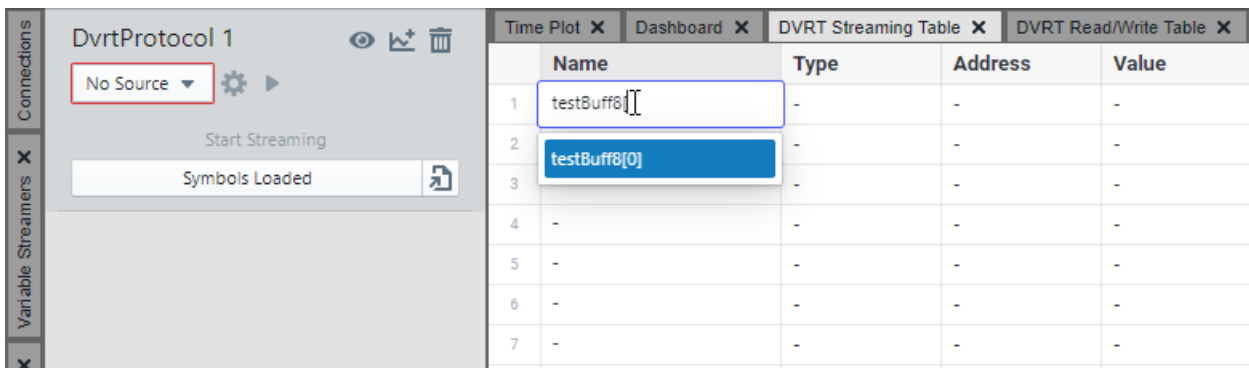 Connections
Variable Streamers
DvrtProtocol 1
No Source
Start Streaming
Symbols Loaded
Time Plot
Dashboard
DVRT Streaming Table
DVRT Read/Write Table
Name Type Address Value
1 testBuff8[ - - -
testBuff8[0]
2 - - -
3 - - -
4 - - - -
5 - - - -
6 - - - -
7 - - - -